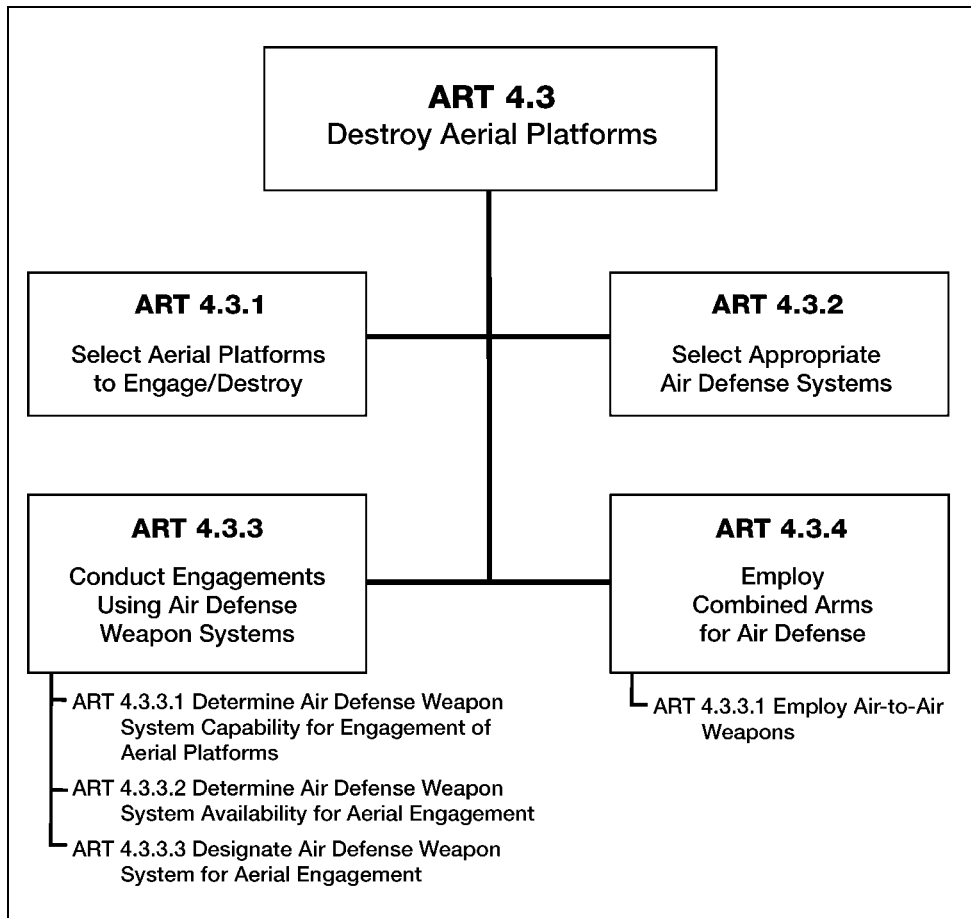 ART 4.3
Destroy Aerial Platforms
ART 4.3.1
Select Aerial Platforms
to Engage/Destroy
ART 4.3.2
Select Appropriate
Air Defense Systems
ART 4.3.3
Conduct Engagements
Using Air Defense
Weapon Systems
ART 4.3.4
Employ
Combined Arms
for Air Defense
ART 4.3.3.1 Determine Air Defense Weapon
System Capability for Engagement of
Aerial Platforms
ART 4.3.3.2 Determine Air Defense Weapon
System Availability for Aerial Engagement
ART 4.3.3.3 Designate Air Defense Weapon
System for Aerial Engagement
ART 4.3.3.1 Employ Air-to-Air
Weapons